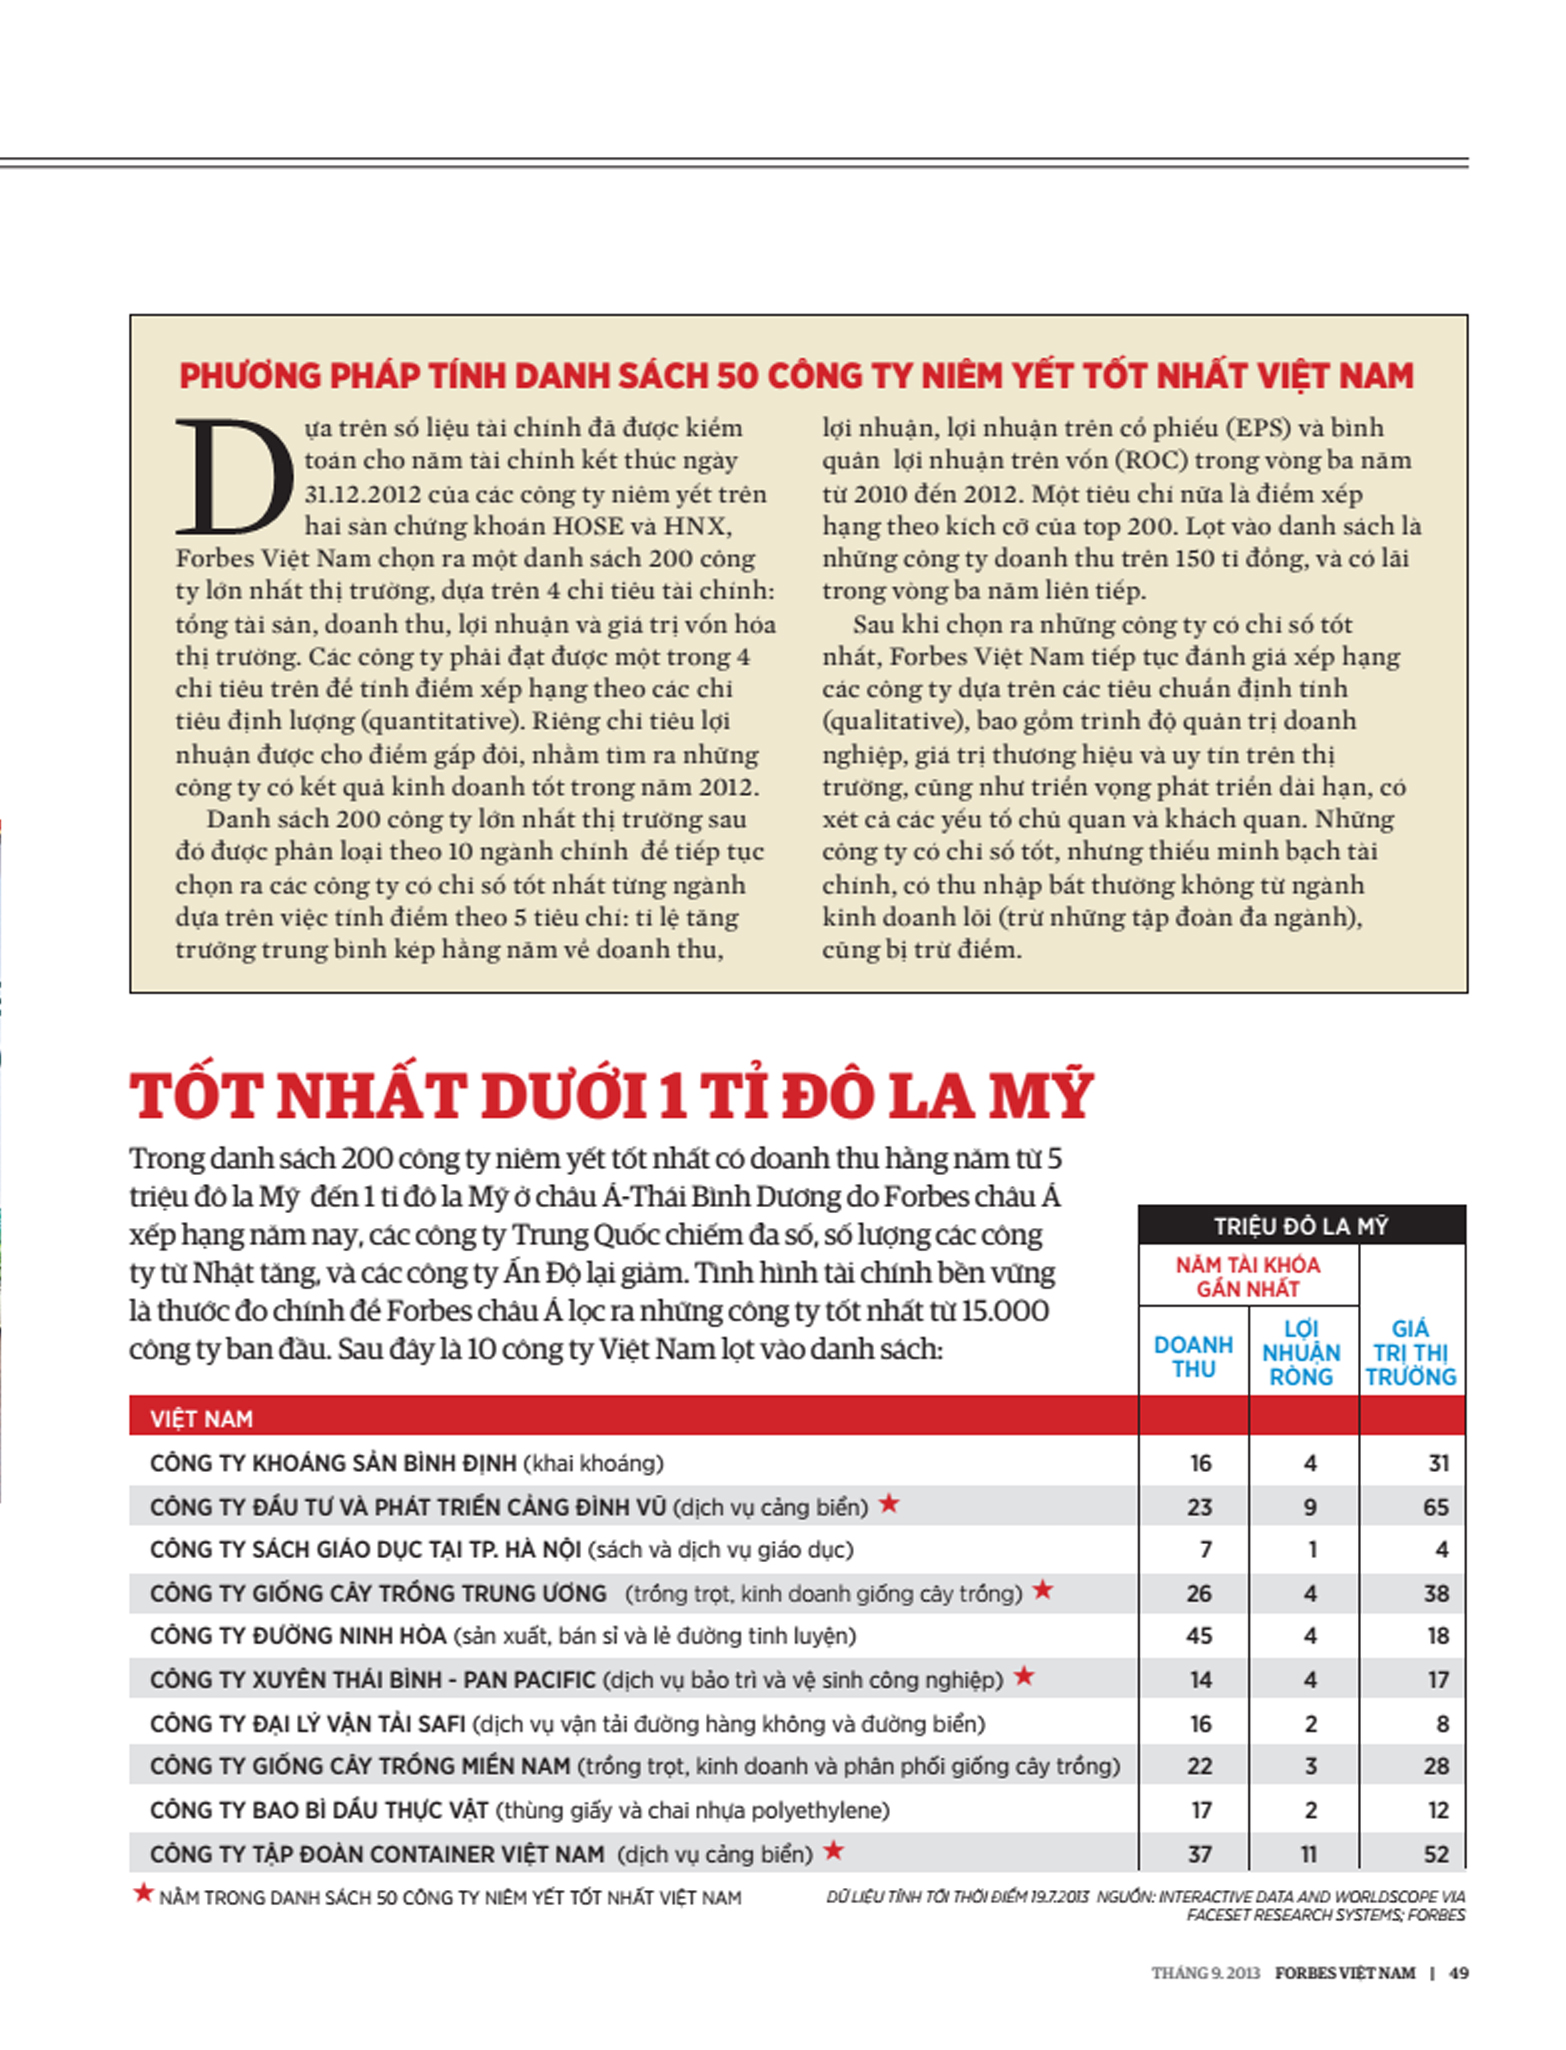 PHƯƠNG PHÁP TÍNH DANH SÁCH 50 CÔNG TY NIÊM YẾT TỐT NHẤT VIỆT NAM
Dựa trên số liệu tài chính đã được kiểm
toán cho năm tài chính kết thúc ngày
31.12.2012 của các công ty niêm yết trên
hai sàn chứng khoán HOSE và HNX,
Forbes Việt Nam chọn ra một danh sách 200 công
ty lớn nhất thị trường, dựa trên 4 chỉ tiêu tài chính:
tổng tài sản, doanh thu, lợi nhuận và giá trị vốn hóa
thị trường. Các công ty phải đạt được một trong 4
chỉ tiêu trên để tính điểm xếp hạng theo các chỉ
tiêu định lượng (quantitative). Riêng chỉ tiêu lợi
nhuận được cho điểm gấp đôi, nhằm tìm ra những
công ty có kết quả kinh doanh tốt trong năm 2012.
Danh sách 200 công ty lớn nhất thị trường sau
đó được phân loại theo 10 ngành chính để tiếp tục
chọn ra các công ty có chỉ số tốt nhất từng ngành
dựa trên việc tính điểm theo 5 tiêu chí: tỉ lệ tăng
trưởng trung bình kép hằng năm về doanh thu,
lợi nhuận, lợi nhuận trên cổ phiếu (EPS) và bình
quân lợi nhuận trên vốn (ROC) trong vòng ba năm
từ 2010 đến 2012. Một tiêu chí nữa là điểm xếp
hạng theo kích cỡ của top 200. Lọt vào danh sách là
những công ty doanh thu trên 150 tỉ đồng, và có lãi
trong vòng ba năm liên tiếp.
Sau khi chọn ra những công ty có chỉ số tốt
nhất, Forbes Việt Nam tiếp tục đánh giá xếp hạng
các công ty dựa trên các tiêu chuẩn định tính
(qualitative), bao gồm trình độ quản trị doanh
nghiệp, giá trị thương hiệu và uy tín trên thị
trường, cũng như triển vọng phát triển dài hạn, có
xét cả các yếu tố chủ quan và khách quan. Những
công ty có chỉ số tốt, nhưng thiếu minh bạch tài
chính, có thu nhập bất thường không từ ngành
kinh doanh lõi (trừ những tập đoàn đa ngành),
cũng bị trừ điểm.
TỐT NHẤT DƯỚI 1 TỈ ĐÔ LA MỸ
Trong danh sách 200 công ty niêm yết tốt nhất có doanh thu hằng năm từ 5
triệu đô la Mỹ đến 1 tỉ đô la Mỹ ở châu Á-Thái Bình Dương do Forbes châu Á
xếp hạng năm nay, các công ty Trung Quốc chiếm đa số, số lượng các công
ty từ Nhật tăng, và các công ty Ấn Độ lại giảm. Tình hình tài chính bền vững
là thước đo chính để Forbes châu Á lọc ra những công ty tốt nhất từ 15.000
công ty ban đầu. Sau đây là 10 công ty Việt Nam lọt vào danh sách:
TRIỆU ĐÔ LA MỸ
NĂM TÀI KHÓA
GẦN NHẤT
DOANH
THU
LỢI
NHUẬN
RÒNG
GIÁ
TRỊ THỊ
TRƯỜNG
VIỆT NAM
CÔNG TY KHOÁNG SẢN BÌNH ĐỊNH (khai khoáng) 16 4 31
CÔNG TY ĐẦU TƯ VÀ PHÁT TRIỂN CẢNG ĐÌNH VŨ (dịch vụ cảng biển) ★ 23 9 65
CÔNG TY SÁCH GIÁO DỤC TẠI TP. HÀ NỘI (sách và dịch vụ giáo dục) 7 1 4
CÔNG TY GIỐNG CÂY TRỒNG TRUNG ƯƠNG (trồng trọt, kinh doanh giống cây trồng) ★ 26 4 38
CÔNG TY ĐƯỜNG NINH HÒA (sản xuất, bán sỉ và lẻ đường tinh luyện) 45 4 18
CÔNG TY XUYÊN THÁI BÌNH - PAN PACIFIC (dịch vụ bảo trì và vệ sinh công nghiệp) ★ 14 4 17
CÔNG TY ĐẠI LÝ VẬN TẢI SAFI (dịch vụ vận tải đường hàng không và đường biển) 16 2 8
CÔNG TY GIỐNG CÂY TRỒNG MIỀN NAM (trồng trọt, kinh doanh và phân phối giống cây trồng) 22 3 28
CÔNG TY BAO BÌ DẦU THỰC VẬT (thùng giấy và chai nhựa polyethylene) 17 2 12
CÔNG TY TẬP ĐOÀN CONTAINER VIỆT NAM (dịch vụ cảng biển) ★ 37 11 52
★ NẰM TRONG DANH SÁCH 50 CÔNG TY NIÊM YẾT TỐT NHẤT VIỆT NAM
DỮ LIỆU TÍNH TỚI THỜI ĐIỂM 19.7.2013 NGUỒN: INTERACTIVE DATA AND WORLDSCOPE VIA
FACESET RESEARCH SYSTEMS; FORBES
THÁNG 9. 2013 FORBES VIỆT NAM | 49